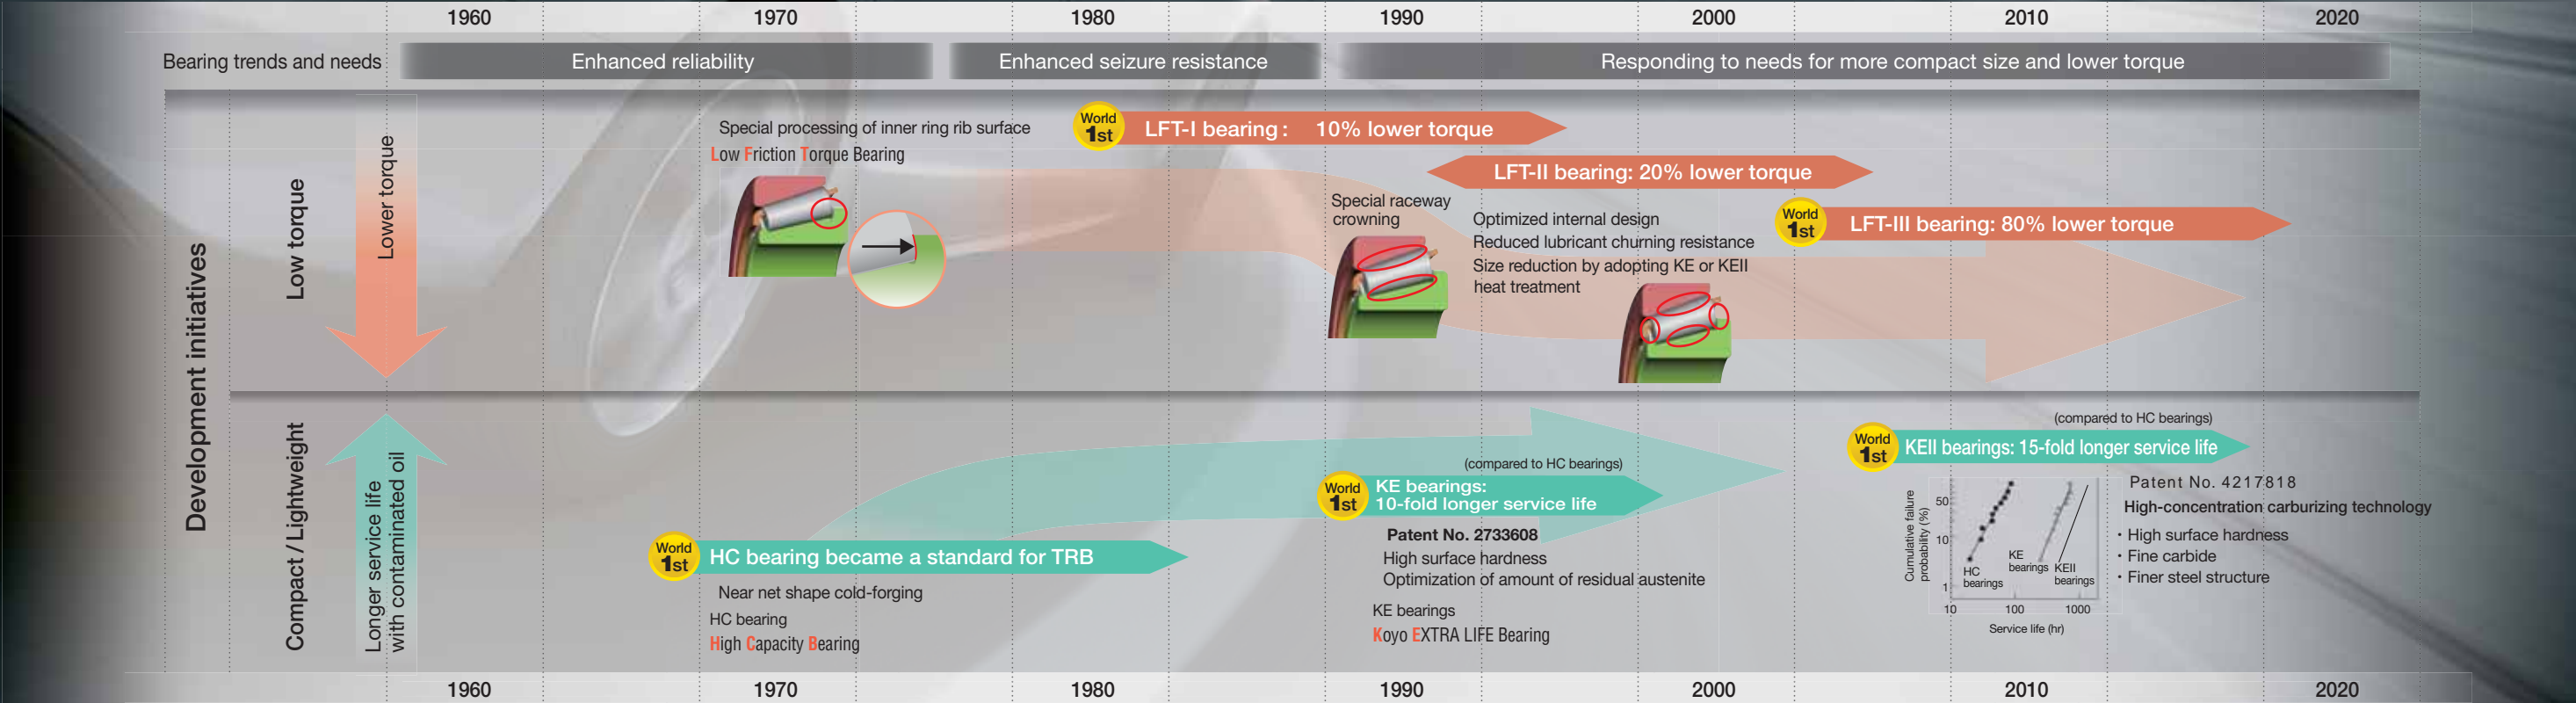 1960 1970 1980 1990 2000 2010 2020
Bearing trends and needs
Enhanced reliability
Enhanced seizure resistance
Responding to needs for more compact size and lower torque
Development initiatives
Low torque
Lower torque
Special processing of inner ring rib surface
Low Friction Torque Bearing
World
1st
LFT-I bearing: 10% lower torque
LFT-II bearing: 20% lower torque
Special raceway
crowning
Optimized internal design
Reduced lubricant churning resistance
Size reduction by adopting KE or KEII
heat treatment
World
1st
LFT-III bearing: 80% lower torque
Compact / Lightweight
Longer service life
with contaminated oil
World
1st
HC bearing became a standard for TRB
Near net shape cold-forging
HC bearing
High Capacity Bearing
(compared to HC bearings)
World
1st
KE bearings:
10-fold longer service life
Patent No. 2733608
High surface hardness
Optimization of amount of residual austenite
KE bearings
Koyo EXTRA LIFE Bearing
(compared to HC bearings)
World
1st
KEII bearings: 15-fold longer service life
Cumulative failure
probability (%)
50
10
1
HC
bearings
KE
bearings
KEII
bearings
10 100 1000
Service life (hr)
Patent No. 4217818
High-concentration carburizing technology
・High surface hardness
・Fine carbide
・Finer steel structure
1960 1970 1980 1990 2000 2010 2020